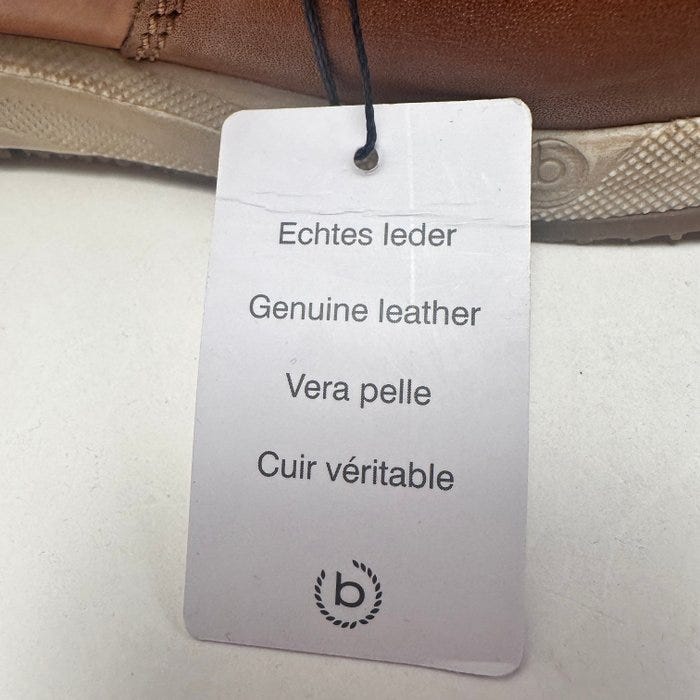 Echtes leder
Genuine leather
Vera pelle
Cuir véritable
b
b